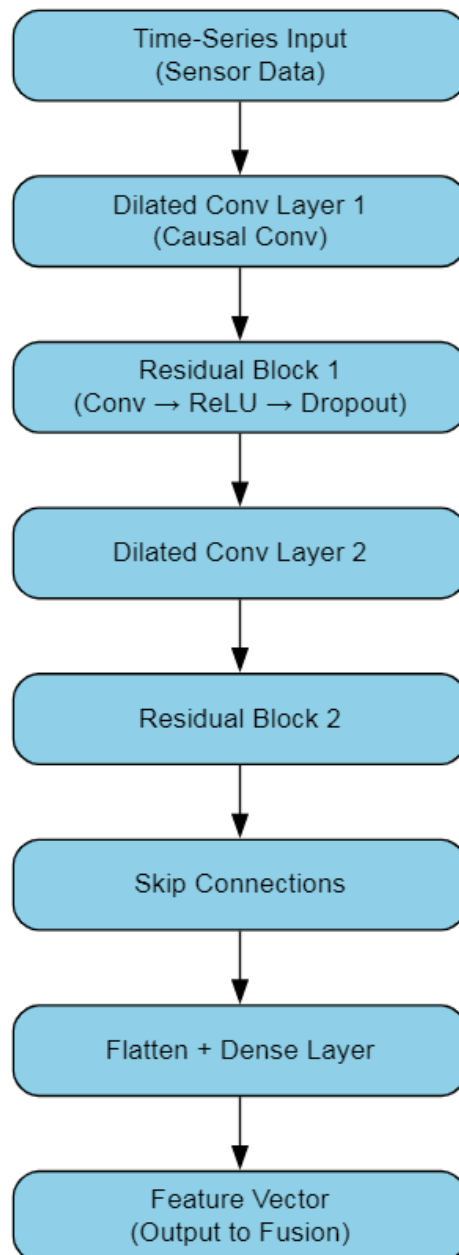 Time-Series Input
(Sensor Data)
Dilated Conv Layer 1
(Causal Conv)
Residual Block 1
(Conv → ReLU → Dropout)
Dilated Conv Layer 2
Residual Block 2
Skip Connections
Flatten + Dense Layer
Feature Vector
(Output to Fusion)